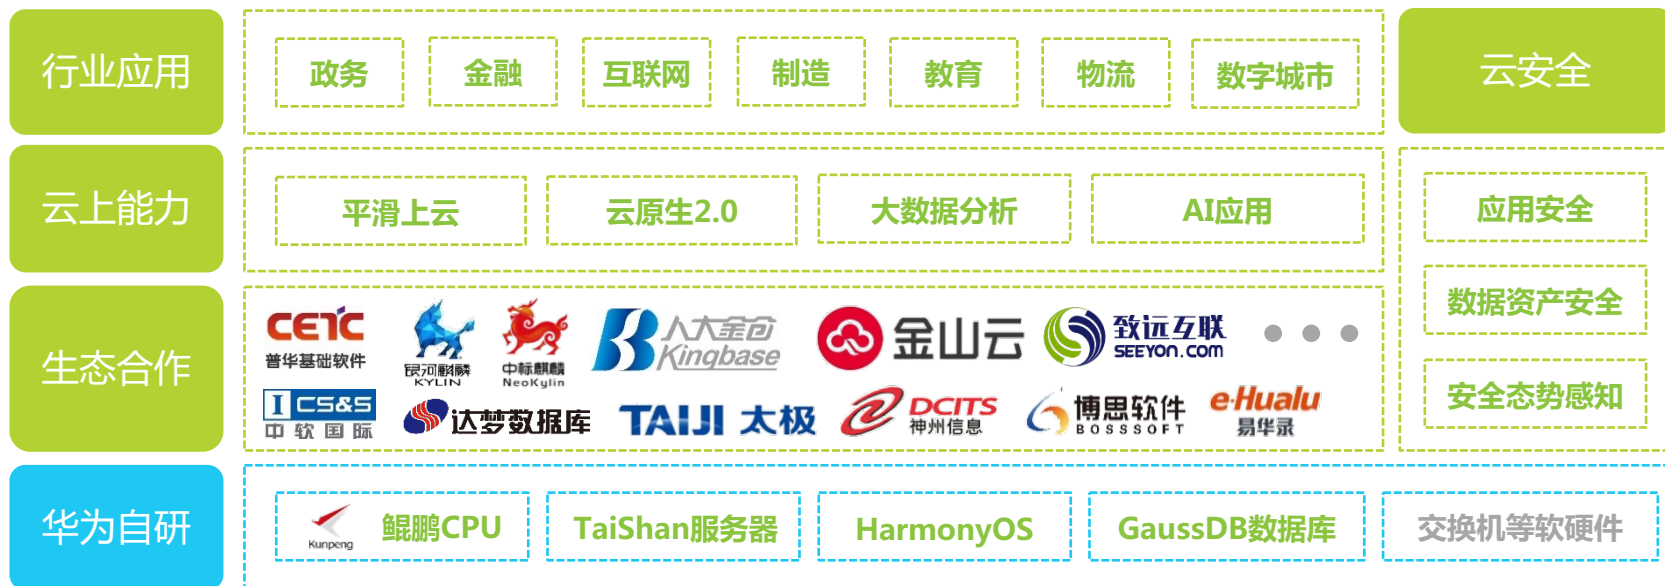 行业应用
政务
金融
互联网
制造
教育
物流
数字城市
云安全
云上能力
平滑上云
云原生2.0
大数据分析
AI应用
应用安全
数据资产安全
安全态势感知
生态合作
CETC
普华基础软件
银河麒麟
KYLIN
中标麒麟
NeoKylin
人大金仓
Kingbase
金山云
致远互联
SEEYON.COM
I CS&S
中软国际
达梦数据库
TAIJI 太极
DCITS
神州信息
博思软件
BOSSSOFT
e·Hualu
易华录
华为自研
Kunpeng
鲲鹏CPU
TaiShan服务器
HarmonyOS
GaussDB数据库
交换机等软硬件